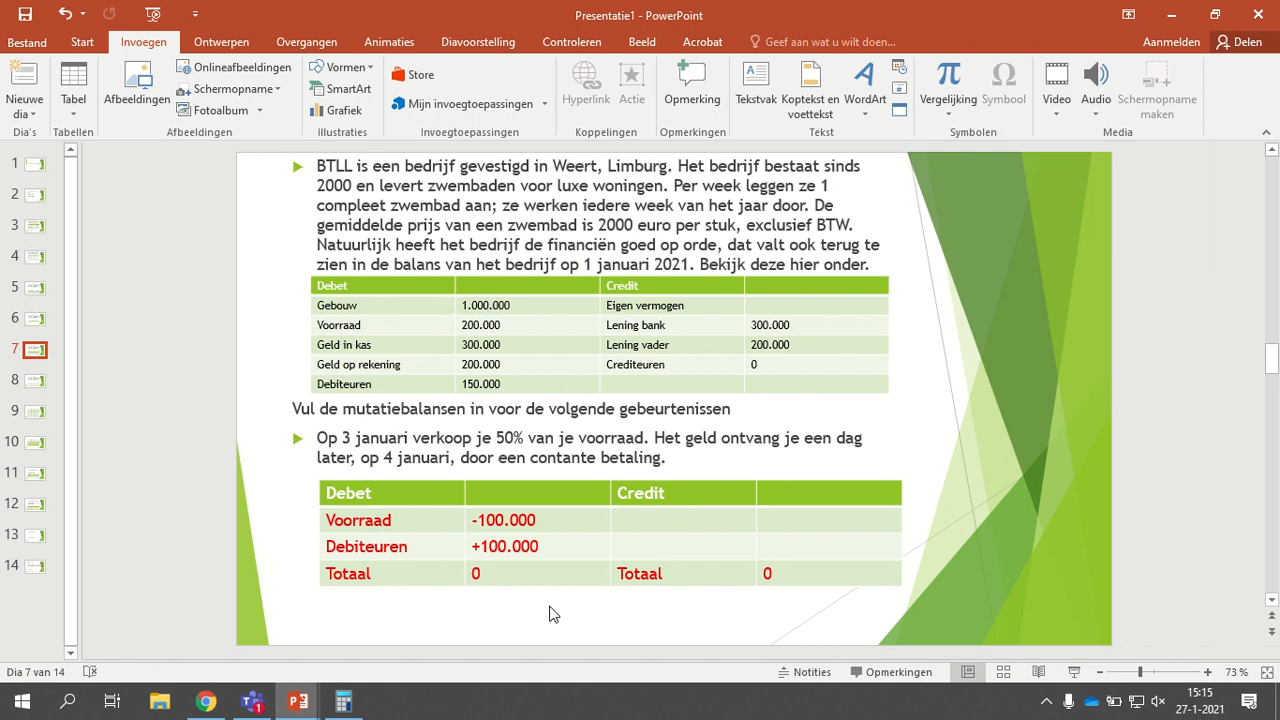 Presentatie1 - PowerPoint
Bestand Start Invoegen Ontwerpen Overgangen Animaties Diavoorstelling Controleren Beeld Acrobat Geef aan wat u wilt doen... Aanmelden Delen
Nieuwe dia
Dia's
Tabel
Tabellen
Afbeeldingen
Onlineafbeeldingen
Schermopname
Fotoalbum
Afbeeldingen
Vormen
SmartArt
Grafiek
Illustraties
Store
Mijn invoegtoepassingen
Invoegtoepassingen
Hyperlink
Actie
Koppelingen
Opmerking
Opmerkingen
Tekstvak
Koptekst en voettekst
WordArt
Tekst
Vergelijking
Symbool
Symbolen
Video
Audio
Schermopname maken
Media
1
2
3
4
5
6
7
8
9
10
11
12
13
14
BTLL is een bedrijf gevestigd in Weert, Limburg. Het bedrijf bestaat sinds
2000 en levert zwembaden voor luxe woningen. Per week leggen ze 1
compleet zwembad aan; ze werken iedere week van het jaar door. De
gemiddelde prijs van een zwembad is 2000 euro per stuk, exclusief BTW.
Natuurlijk heeft het bedrijf de financiën goed op orde, dat valt ook terug te
zien in de balans van het bedrijf op 1 januari 2021. Bekijk deze hier onder.
Debet Credit
Gebouw 1.000.000 Eigen vermogen
Voorraad 200.000 Lening bank 300.000
Geld in kas 300.000 Lening vader 200.000
Geld op rekening 200.000 Crediteuren 0
Debiteuren 150.000
Vul de mutatiebalansen in voor de volgende gebeurtenissen
Op 3 januari verkoop je 50% van je voorraad. Het geld ontvang je een dag
later, op 4 januari, door een contante betaling.
Debet Credit
Voorraad -100.000
Debiteuren +100.000
Totaal 0 Totaal 0
Dia 7 van 14 Notities Opmerkingen 73 %
15:15
27-1-2021